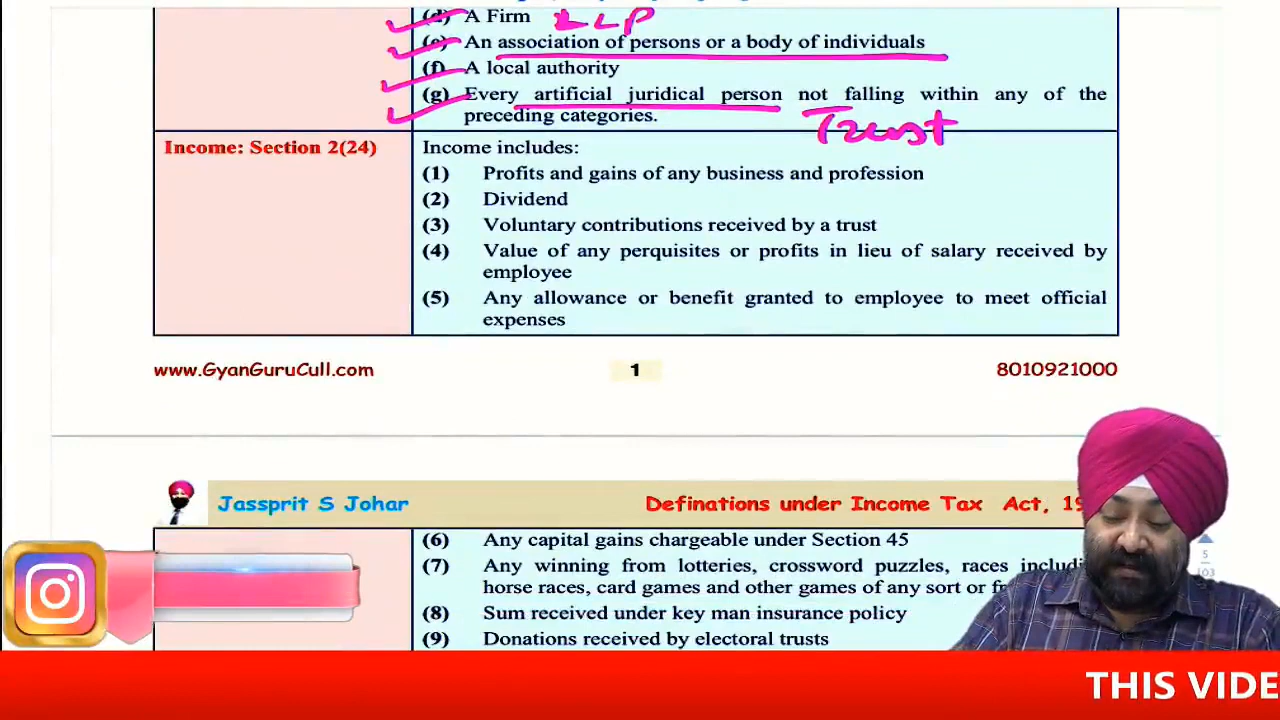 (d) A Firm LLP
(e) An association of persons or a body of individuals
(f) A local authority
(g) Every artificial juridical person not falling within any of the
preceding categories. Trust
Income: Section 2(24) Income includes:
(1) Profits and gains of any business and profession
(2) Dividend
(3) Voluntary contributions received by a trust
(4) Value of any perquisites or profits in lieu of salary received by
employee
(5) Any allowance or benefit granted to employee to meet official
expenses
www.GyanGuruCull.com 1 8010921000
Jassprit S Johar Definations under Income Tax Act,
(6) Any capital gains chargeable under Section 45
(7) Any winning from lotteries, crossword puzzles, races
horse races, card games and other games of any sort or
(8) Sum received under key man insurance policy
(9) Donations received by electoral trusts
5
103
THIS VIDE